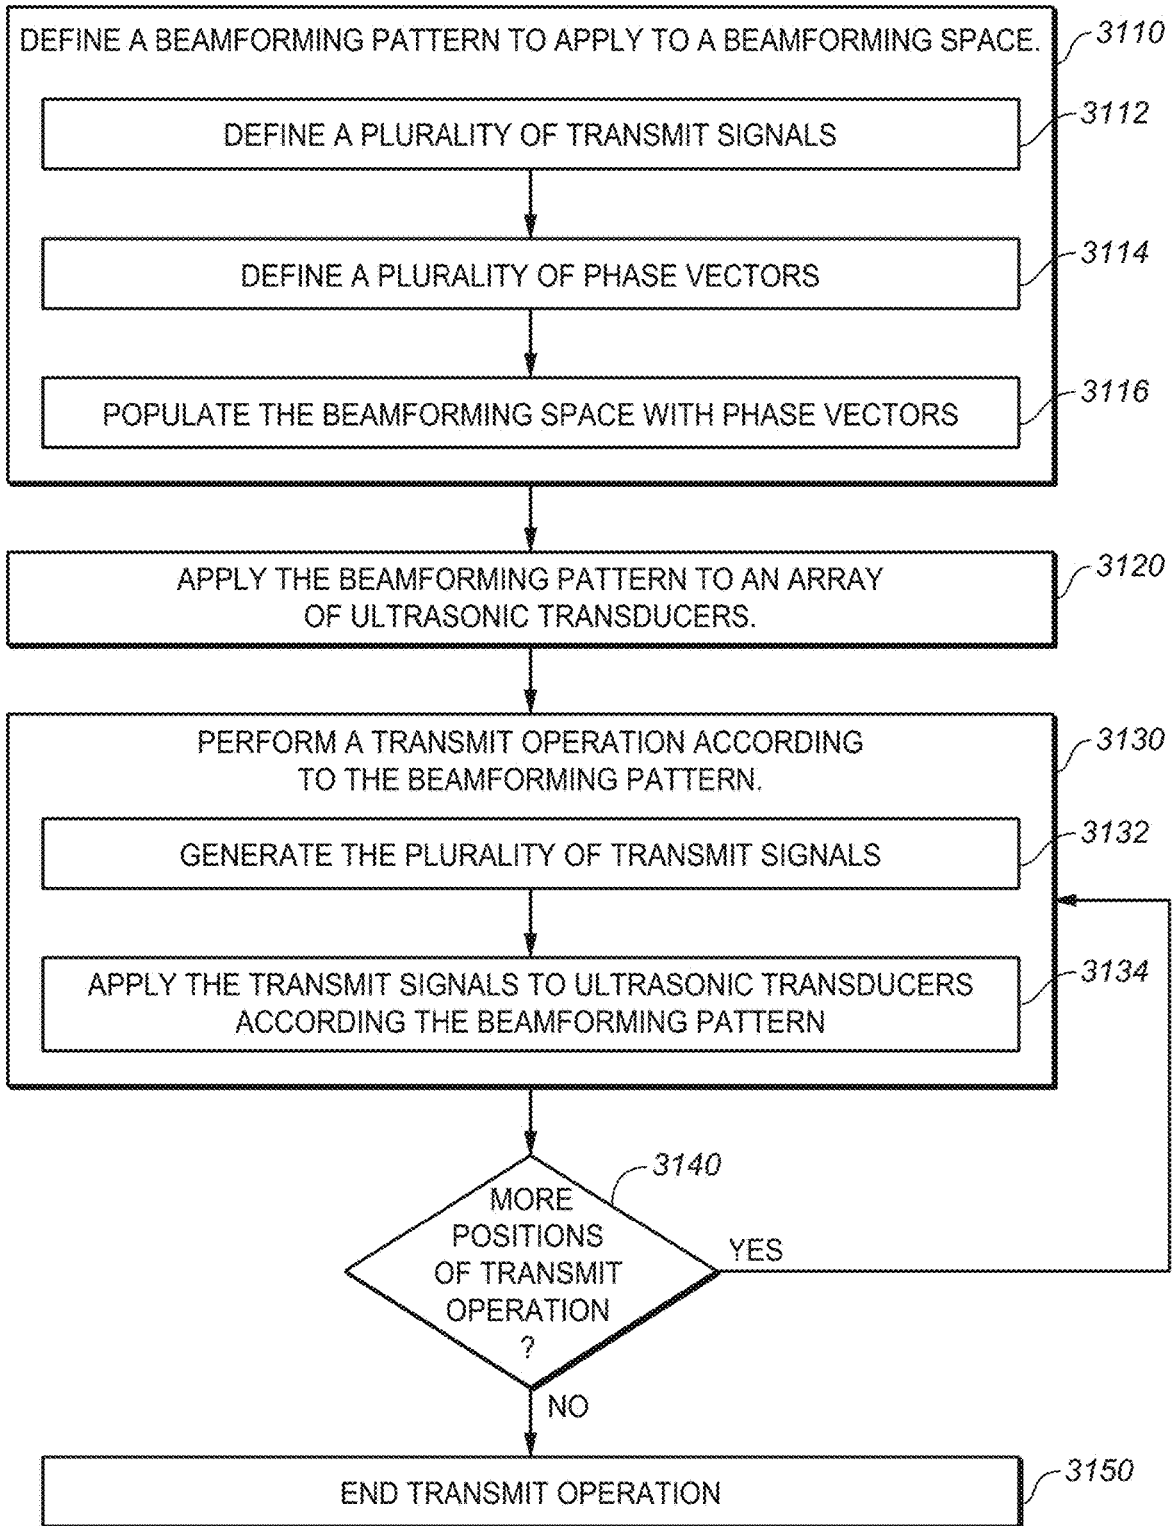 DEFINE A BEAMFORMING PATTERN TO APPLY TO A BEAMFORMING SPACE.
3110
DEFINE A PLURALITY OF TRANSMIT SIGNALS
3112
DEFINE A PLURALITY OF PHASE VECTORS
3114
POPULATE THE BEAMFORMING SPACE WITH PHASE VECTORS
3116
APPLY THE BEAMFORMING PATTERN TO AN ARRAY
OF ULTRASONIC TRANSDUCERS.
3120
PERFORM A TRANSMIT OPERATION ACCORDING
TO THE BEAMFORMING PATTERN.
3130
GENERATE THE PLURALITY OF TRANSMIT SIGNALS
3132
APPLY THE TRANSMIT SIGNALS TO ULTRASONIC TRANSDUCERS
ACCORDING THE BEAMFORMING PATTERN
3134
3140
MORE
POSITIONS
OF TRANSMIT
OPERATION
?
YES
NO
END TRANSMIT OPERATION
3150